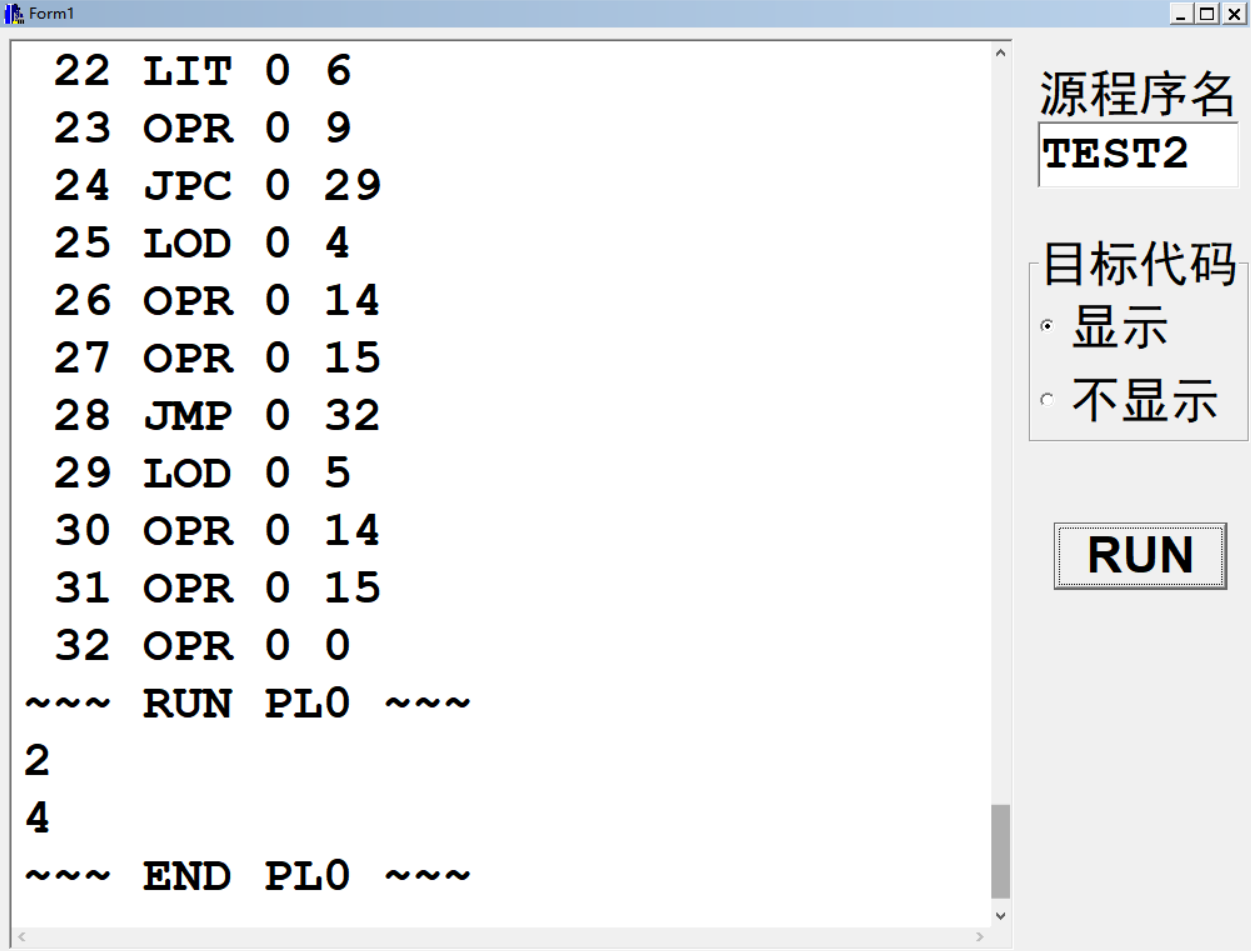 Form1
22 LIT 0 6
23 OPR 0 9
24 JPC 0 29
25 LOD 0 4
26 OPR 0 14
27 OPR 0 15
28 JMP 0 32
29 LOD 0 5
30 OPR 0 14
31 OPR 0 15
32 OPR 0 0
~~~ RUN PL0 ~~~
2
4
~~~ END PL0 ~~~
源程序名
TEST2
目标代码
显示
不显示
RUN